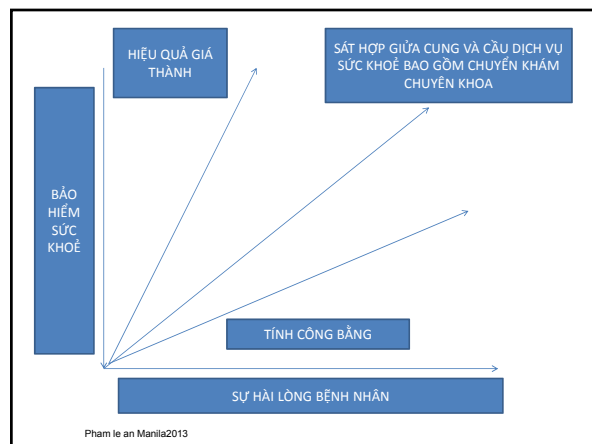 HIỆU QUẢ GIÁ
THÀNH
SÁT HỢP GIỬA CUNG VÀ CẦU DỊCH VỤ
SỨC KHOẺ BAO GỒM CHUYỂN KHÁM
CHUYÊN KHOA
BẢO
HIỂM
SỨC
KHOẺ
TÍNH CÔNG BẰNG
SỰ HÀI LÒNG BỆNH NHÂN
Pham le an Manila2013